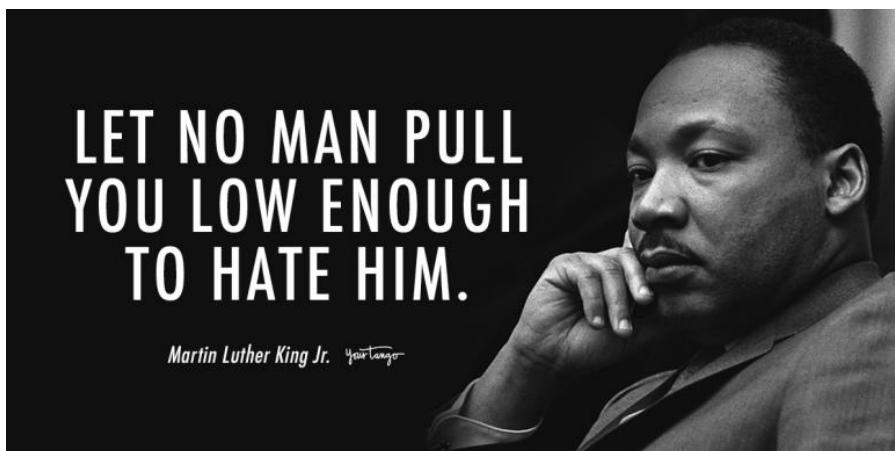 LET NO MAN PULL
YOU LOW ENOUGH
TO HATE HIM.
Martin Luther King Jr. yourtango